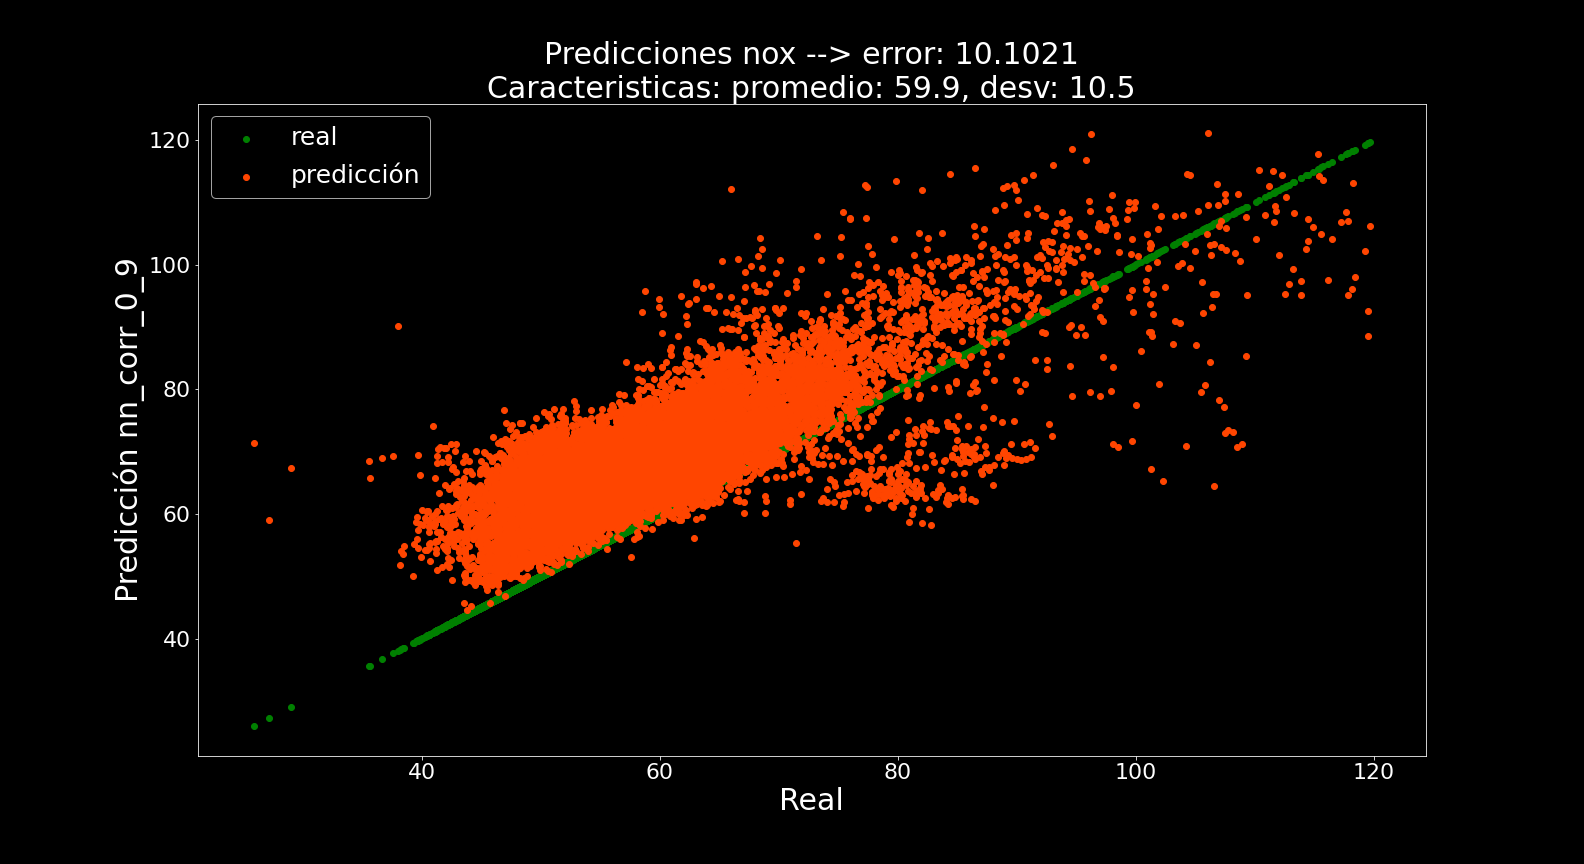 Predicciones nox --> error: 10.1021
Caracteristicas: promedio: 59.9, desv: 10.5
real
predicción
120
100
80
60
40
Predicción nn_corr_0_9
40 60 80 100 120
Real